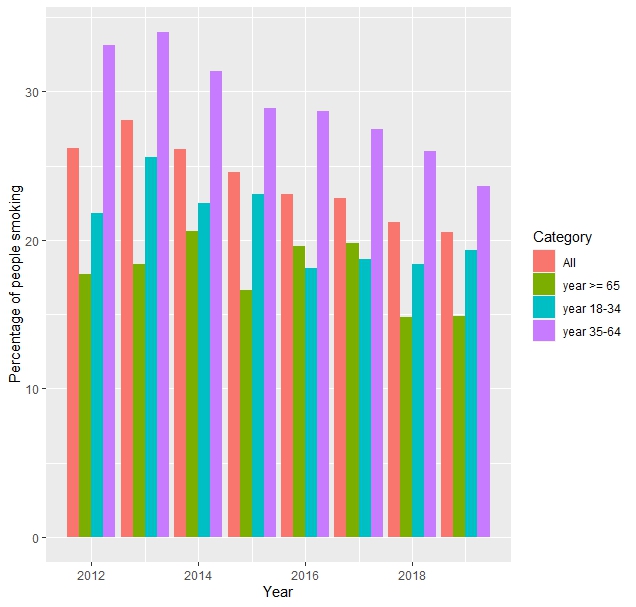 Percentage of people smoking
30
20
10
0
2012
2014
2016
2018
Year
Category
All
year >= 65
year 18-34
year 35-64